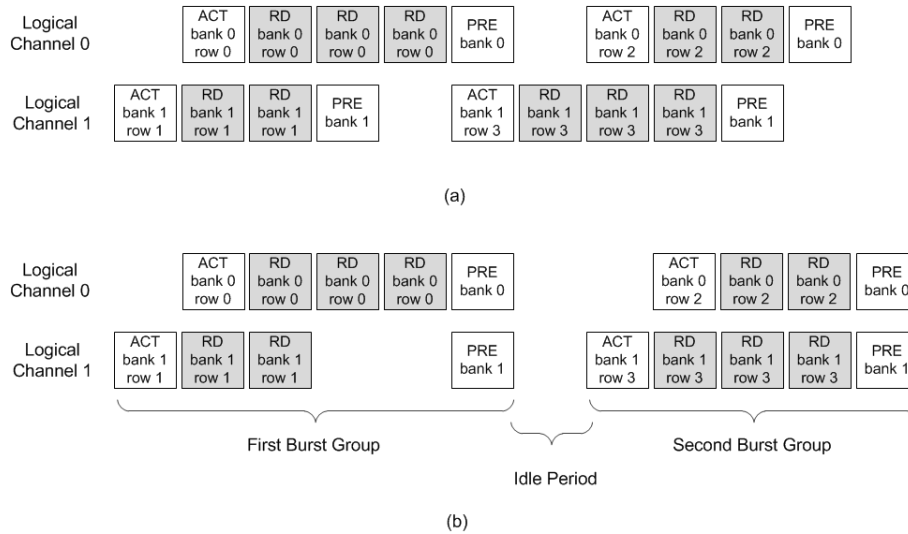 Logical
Channel 0
ACT
bank 0
row 0
RD
bank 0
row 0
RD
bank 0
row 0
RD
bank 0
row 0
PRE
bank 0
ACT
bank 0
row 2
RD
bank 0
row 2
RD
bank 0
row 2
PRE
bank 0
Logical
Channel 1
ACT
bank 1
row 1
RD
bank 1
row 1
RD
bank 1
row 1
PRE
bank 1
ACT
bank 1
row 3
RD
bank 1
row 3
RD
bank 1
row 3
RD
bank 1
row 3
PRE
bank 1
(a)
Logical
Channel 0
ACT
bank 0
row 0
RD
bank 0
row 0
RD
bank 0
row 0
RD
bank 0
row 0
PRE
bank 0
ACT
bank 0
row 2
RD
bank 0
row 2
RD
bank 0
row 2
PRE
bank 0
Logical
Channel 1
ACT
bank 1
row 1
RD
bank 1
row 1
RD
bank 1
row 1
PRE
bank 1
ACT
bank 1
row 3
RD
bank 1
row 3
RD
bank 1
row 3
RD
bank 1
row 3
PRE
bank 1
First Burst Group
Idle Period
Second Burst Group
(b)